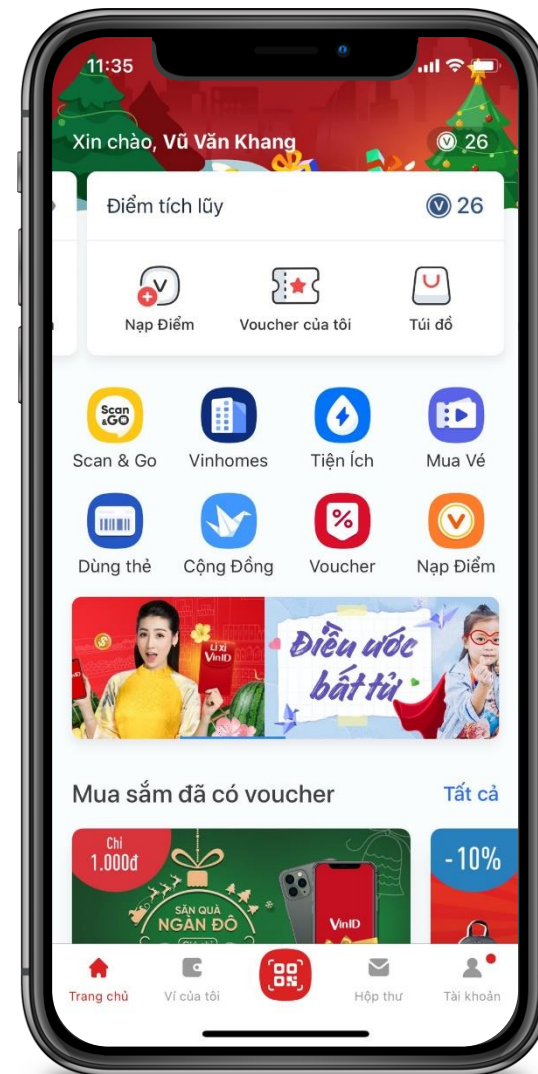 11:35
Xin chào, Vũ Văn Khang
26
Điểm tích lũy
26
Nạp Điểm
Voucher của tôi
Túi đồ
Scan & Go
Scan & Go
Vinhomes
Tiện Ích
Mua Vé
Dùng thẻ
Cộng Đồng
Voucher
Nạp Điểm
LÌ XÌ
VinID
Điều ước
bất tử
Mua sắm đã có voucher
Tất cả
Chỉ
1.000đ
SĂN QUÀ
NGÀN ĐÔ
VinID
-10%
Trang chủ
Ví của tôi
Hộp thư
Tài khoản